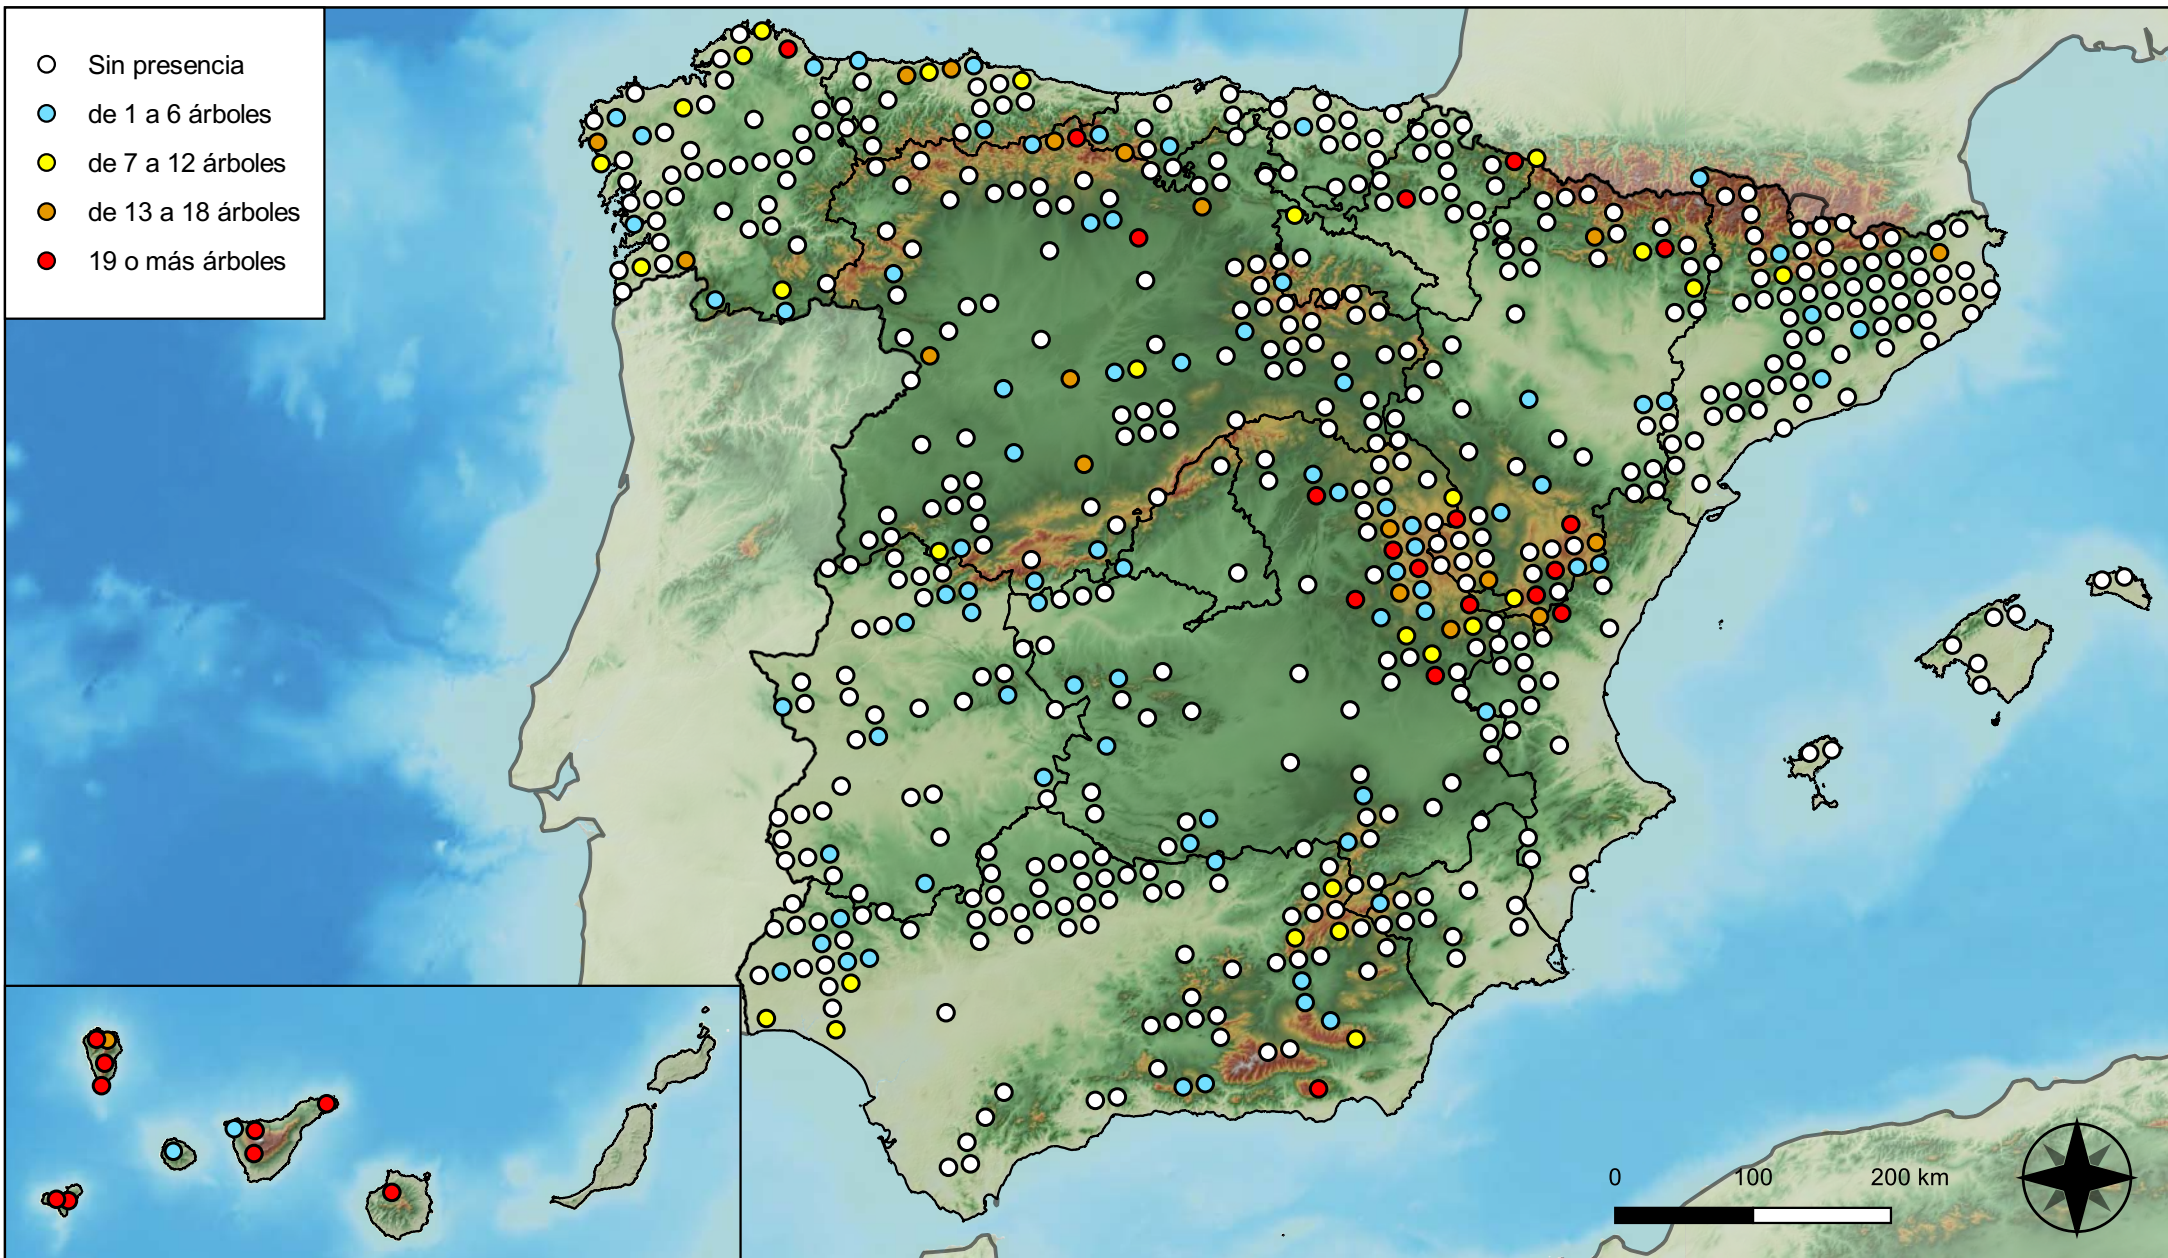 Sin presencia
de 1 a 6 árboles
de 7 a 12 árboles
de 13 a 18 árboles
19 o más árboles
0 100 200 km